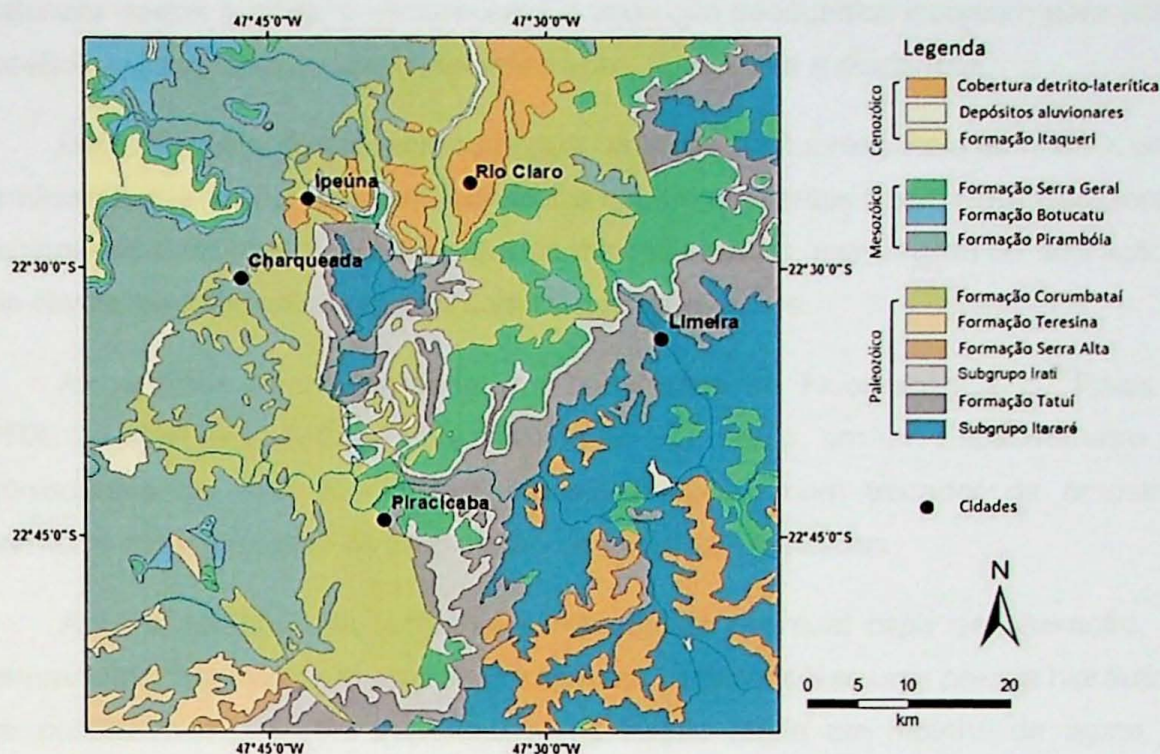 47°45'0"W
47°30'0"W
Legenda
Cenozóico
Cobertura detrito-laterítica
Depósitos aluvionares
Formação Itaqueri
Mesozóico
Formação Serra Geral
Formação Botucatu
Formação Pirambóia
Paleozóico
Formação Corumbataí
Formação Teresina
Formação Serra Alta
Subgrupo Irati
Formação Tatuí
Subgrupo Itararé
Cidades
Rio Claro
Ipeúna
Charqueada
22°30'0"S
22°30'0"S
Limeira
Piracicaba
22°45'0"S
22°45'0"S
N
0 5 10 20
km
47°45'0"W
47°30'0"W